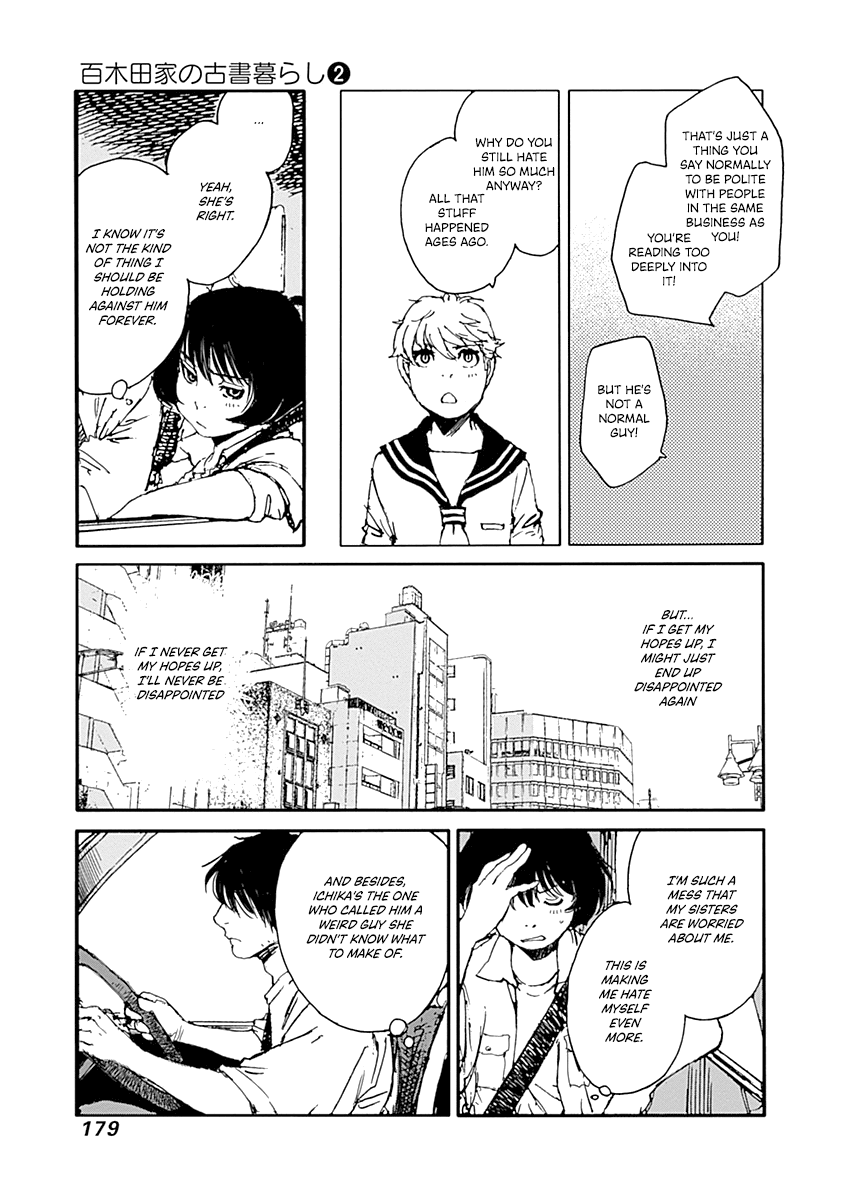 百木田家の古書暮らし❷
THAT'S JUST A
THING YOU
SAY NORMALLY
TO BE POLITE
WITH PEOPLE
IN THE SAME
BUSINESS AS
YOU!
YOU'RE
READING TOO
DEEPLY INTO
IT!
BUT HE'S
NOT A
NORMAL
GUY!
WHY DO YOU
STILL HATE
HIM SO MUCH
ANYWAY?
ALL THAT
STUFF
HAPPENED
AGES AGO.
...
YEAH,
SHE'S
RIGHT.
I KNOW IT'S
NOT THE KIND
OF THING I
SHOULD BE
HOLDING
AGAINST HIM
FOREVER.
BUT...
IF I GET MY
HOPES UP, I
MIGHT JUST
END UP
DISAPPOINTED
AGAIN
IF I NEVER GET
MY HOPES UP,
I'LL NEVER BE
DISAPPOINTED
I'M SUCH A
MESS THAT
MY SISTERS
ARE WORRIED
ABOUT ME.
THIS IS
MAKING
ME HATE
MYSELF
EVEN
MORE.
AND BESIDES,
ICHIKA'S THE ONE
WHO CALLED HIM A
WEIRD GUY SHE
DIDN'T KNOW WHAT
TO MAKE OF.
179